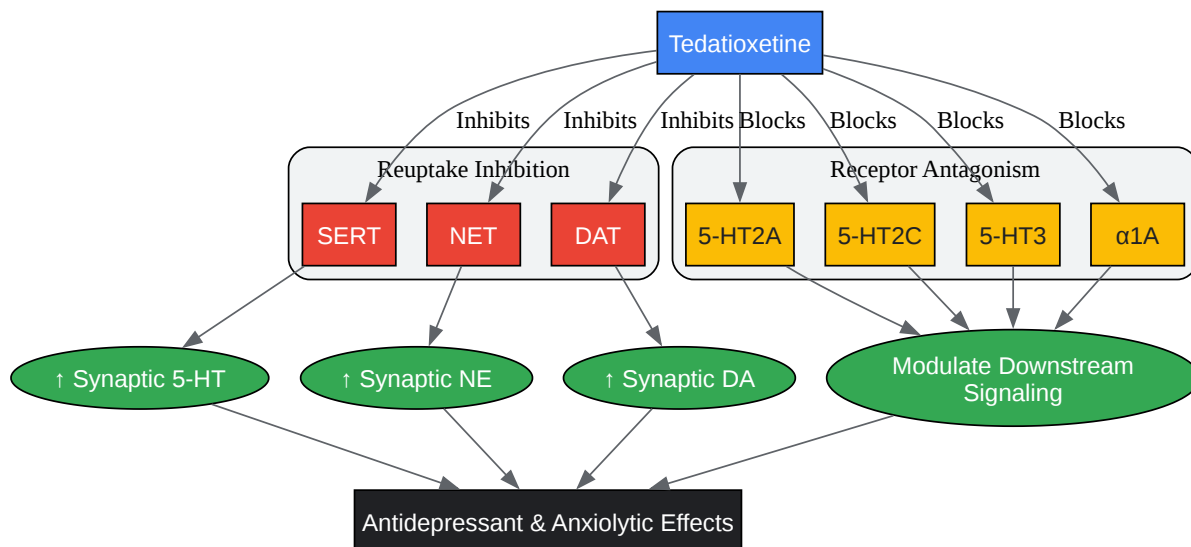 Tedatioxetine
Inhibits
Inhibits
Inhibits
Blocks
Blocks
Blocks
Blocks
Reuptake Inhibition
Receptor Antagonism
SERT
NET
DAT
5-HT2A
5-HT2C
5-HT3
α1A
↑ Synaptic 5-HT
↑ Synaptic NE
↑ Synaptic DA
Modulate Downstream
Signaling
Antidepressant & Anxiolytic Effects